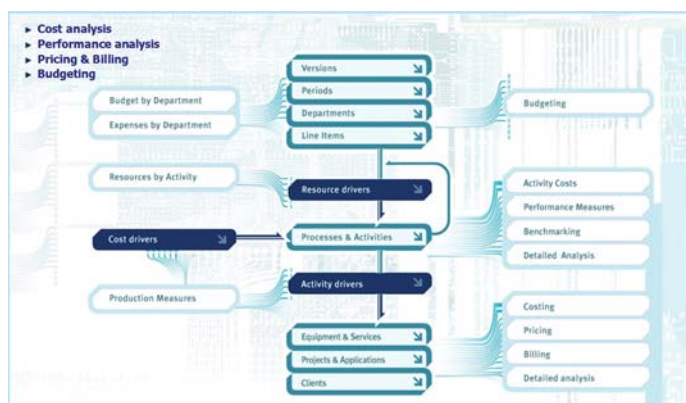 Cost analysis
Performance analysis
Pricing & Billing
Budgeting
Versions
Periods
Departments
Line Items
Budget by Department
Expenses by Department
Budgeting
Resources by Activity
Resource drivers
Activity Costs
Performance Measures
Benchmarking
Detailed Analysis
Cost drivers
Processes & Activities
Production Measures
Activity drivers
Equipment & Services
Projects & Applications
Clients
Costing
Pricing
Billing
Detailed analysis